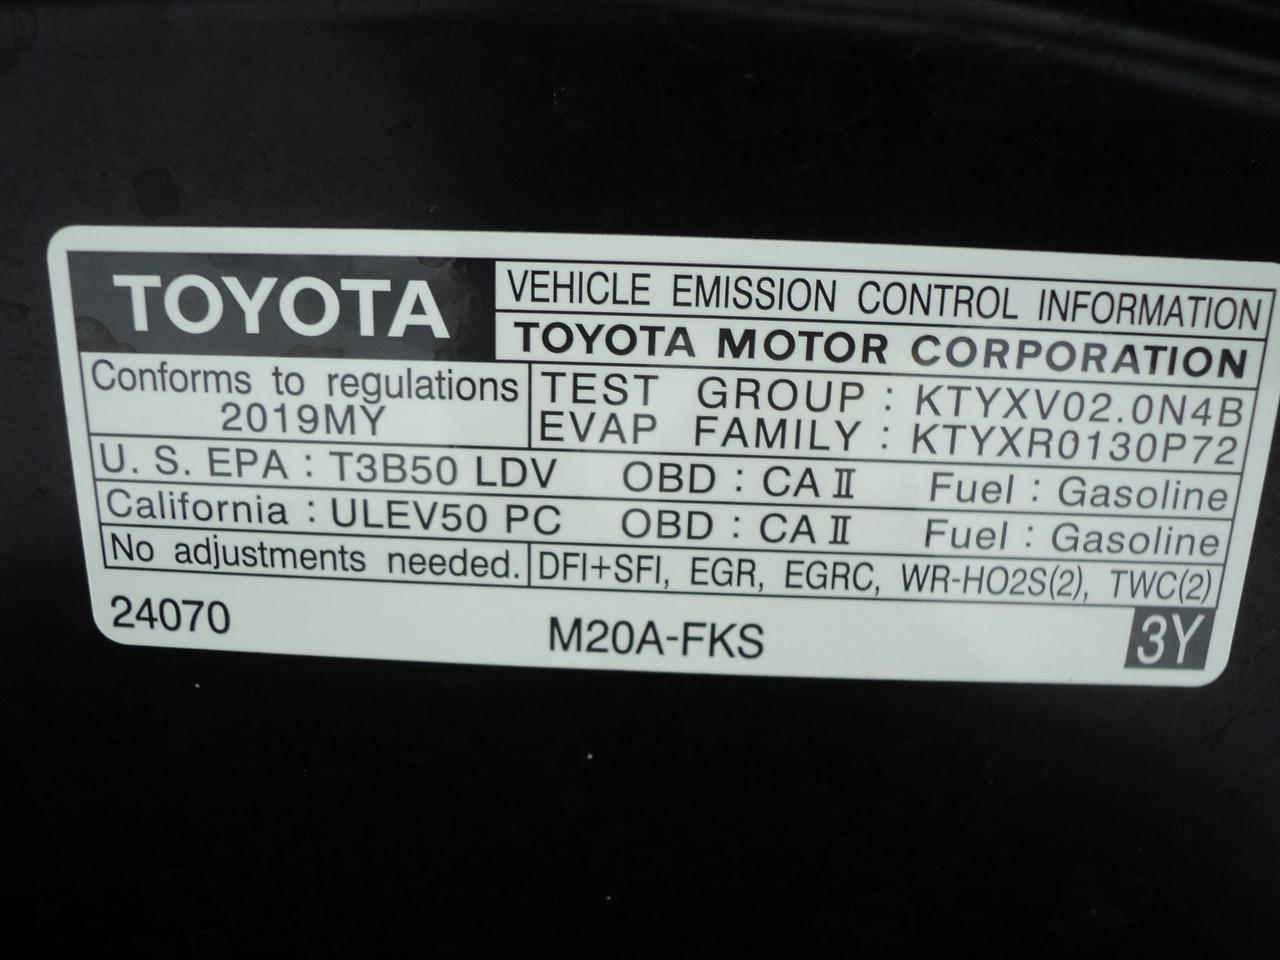 TOYOTA
VEHICLE EMISSION CONTROL INFORMATION
TOYOTA MOTOR CORPORATION
Conforms to regulations
2019MY
TEST GROUP : KTYXV02.0N4B
EVAP FAMILY : KTYXR0130P72
U. S. EPA : T3B50 LDV OBD : CA II Fuel : Gasoline
California : ULEV50 PC OBD : CA II Fuel : Gasoline
No adjustments needed. DFI+SFI, EGR, EGRC, WR-HO2S(2), TWC(2)
24070 M20A-FKS 3Y